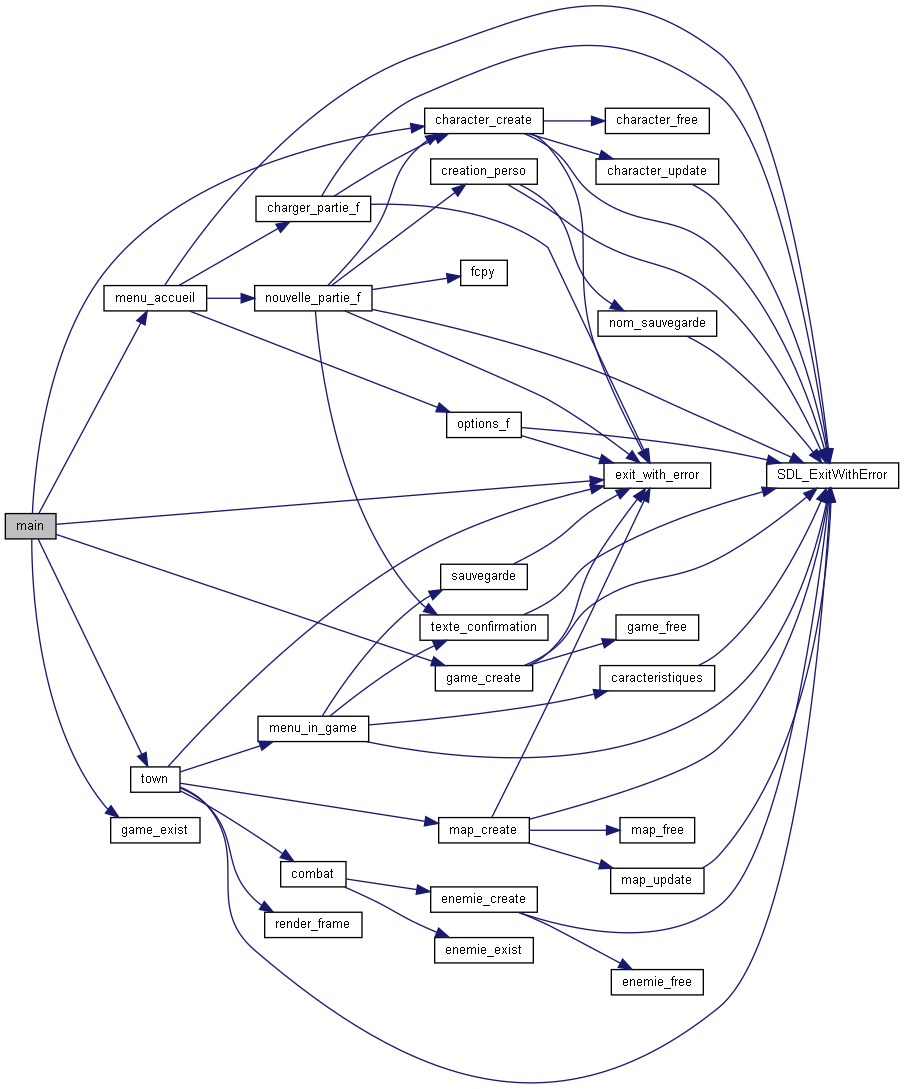 character_create
character_free
creation_perso
character_update
charger_partie_f
fcpy
menu_accueil
nouvelle_partie_f
nom_sauvegarde
options_f
exit_with_error
SDL_ExitWithError
main
sauvegarde
texte_confirmation
game_free
game_create
caracteristiques
menu_in_game
town
game_exist
map_create
map_free
combat
map_update
enemie_create
render_frame
enemie_exist
enemie_free